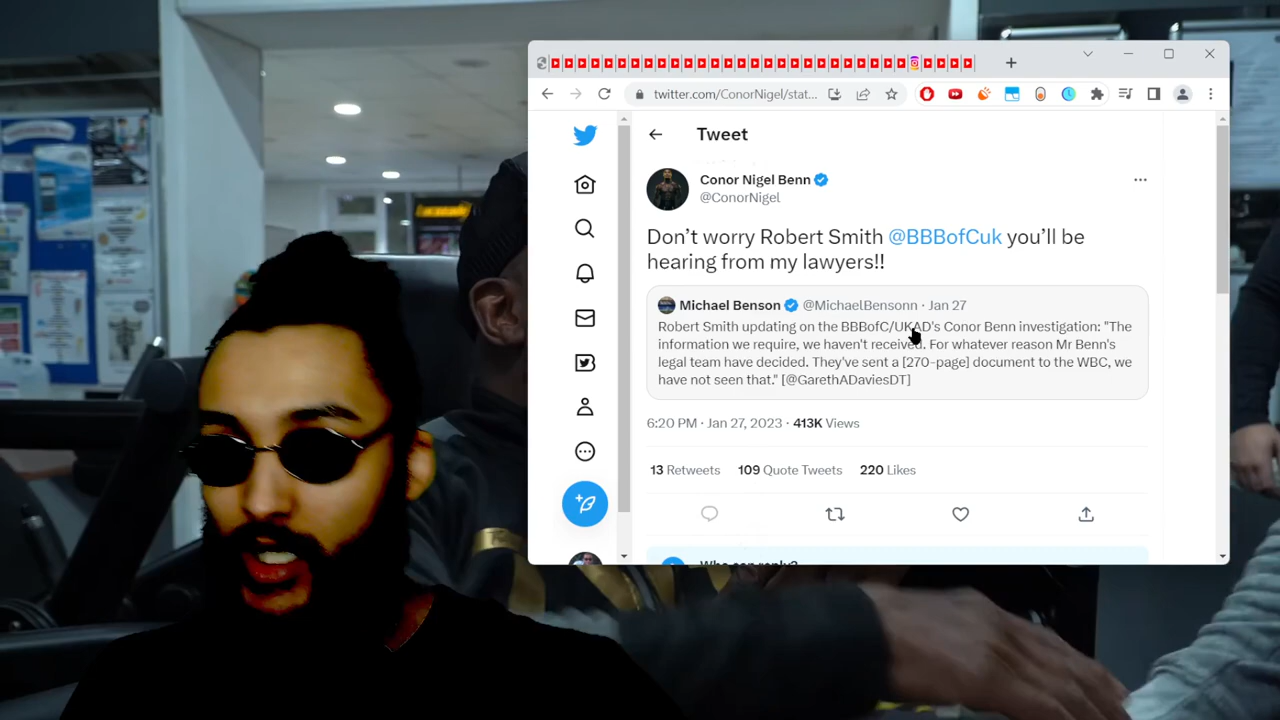 twitter.com/ConorNigel/stat...
Tweet
Conor Nigel Benn
@ConorNigel
Don’t worry Robert Smith @BBBofCuk you’ll be
hearing from my lawyers!!
Michael Benson @MichaelBensonn · Jan 27
Robert Smith updating on the BBBofC/UKAD's Conor Benn investigation: "The
information we require, we haven't received. For whatever reason Mr Benn's
legal team have decided. They've sent a [270-page] document to the WBC, we
have not seen that." [@GarethADaviesDT]
6:20 PM · Jan 27, 2023 · 413K Views
13 Retweets 109 Quote Tweets 220 Likes
Who can reply?